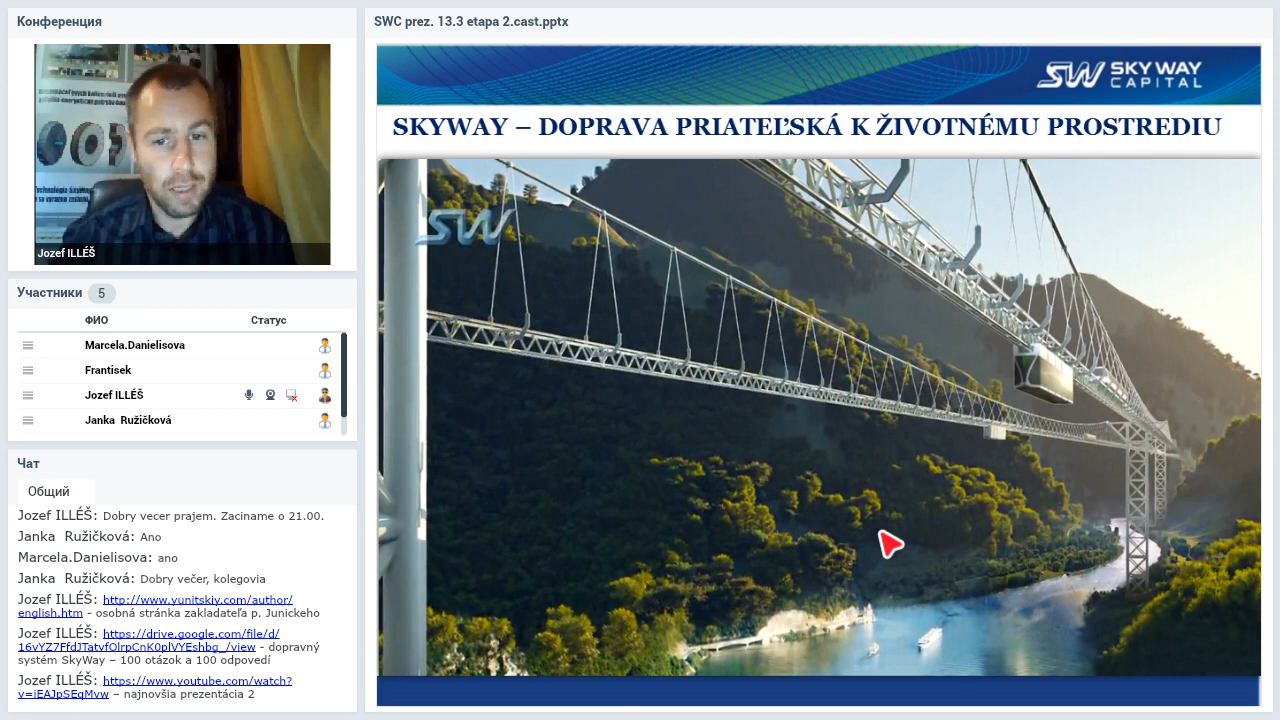 Конференция
Jozef ILLÉŠ
Участники 5
ФИО Статус
Marcela.Danielisova
Frantisek
Jozef ILLÉŠ
Janka Ružičková
Чат
Общий
Jozef ILLÉŠ: Dobry vecer prajem. Zaciname o 21.00.
Janka Ružičková: Ano
Marcela.Danielisova: ano
Janka Ružičková: Dobry večer, kolegovia
Jozef ILLÉŠ: http://www.yunitskiy.com/author/
english.htm - osobná stránka zakladateľa p. Junickeho
Jozef ILLÉŠ: https://drive.google.com/file/d/
16vYZ7FfdJTatvfOlrpCnK0plVYEshbg_/view - dopravný
systém SkyWay – 100 otázok a 100 odpovedí
Jozef ILLÉŠ: https://www.youtube.com/watch?
v=iEAJpSEqMvw – najnovšia prezentácia 2
SWC prez. 13.3 etapa 2.cast.pptx
SW SKY WAY
CAPITAL
SKYWAY – DOPRAVA PRIATEĽSKÁ K ŽIVOTNÉMU PROSTREDIU
SW